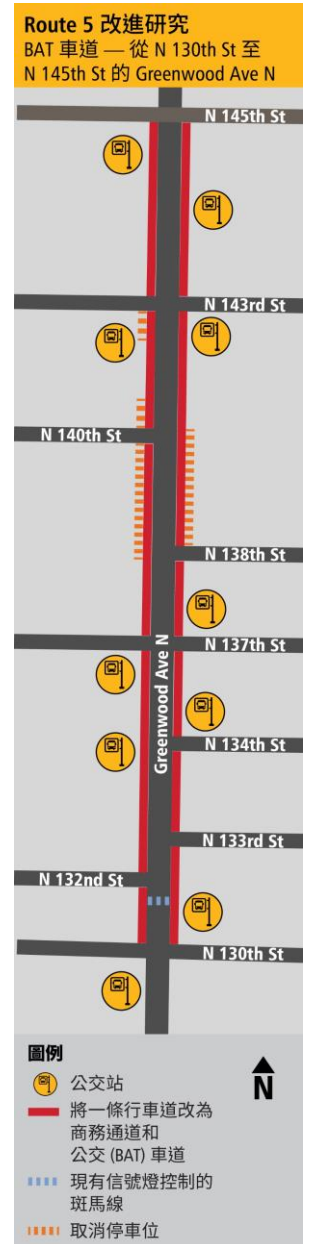 Route 5 改進研究
BAT 車道 — 從 N 130th St 至
N 145th St 的 Greenwood Ave N
N 145th St
N 143rd St
N 140th St
N 138th St
N 137th St
Greenwood Ave N
N 134th St
N 133rd St
N 132nd St
N 130th St
圖例
公交站
將一條行車道改為
商務通道和
公交 (BAT) 車道
現有信號燈控制的
斑馬線
取消停車位
N